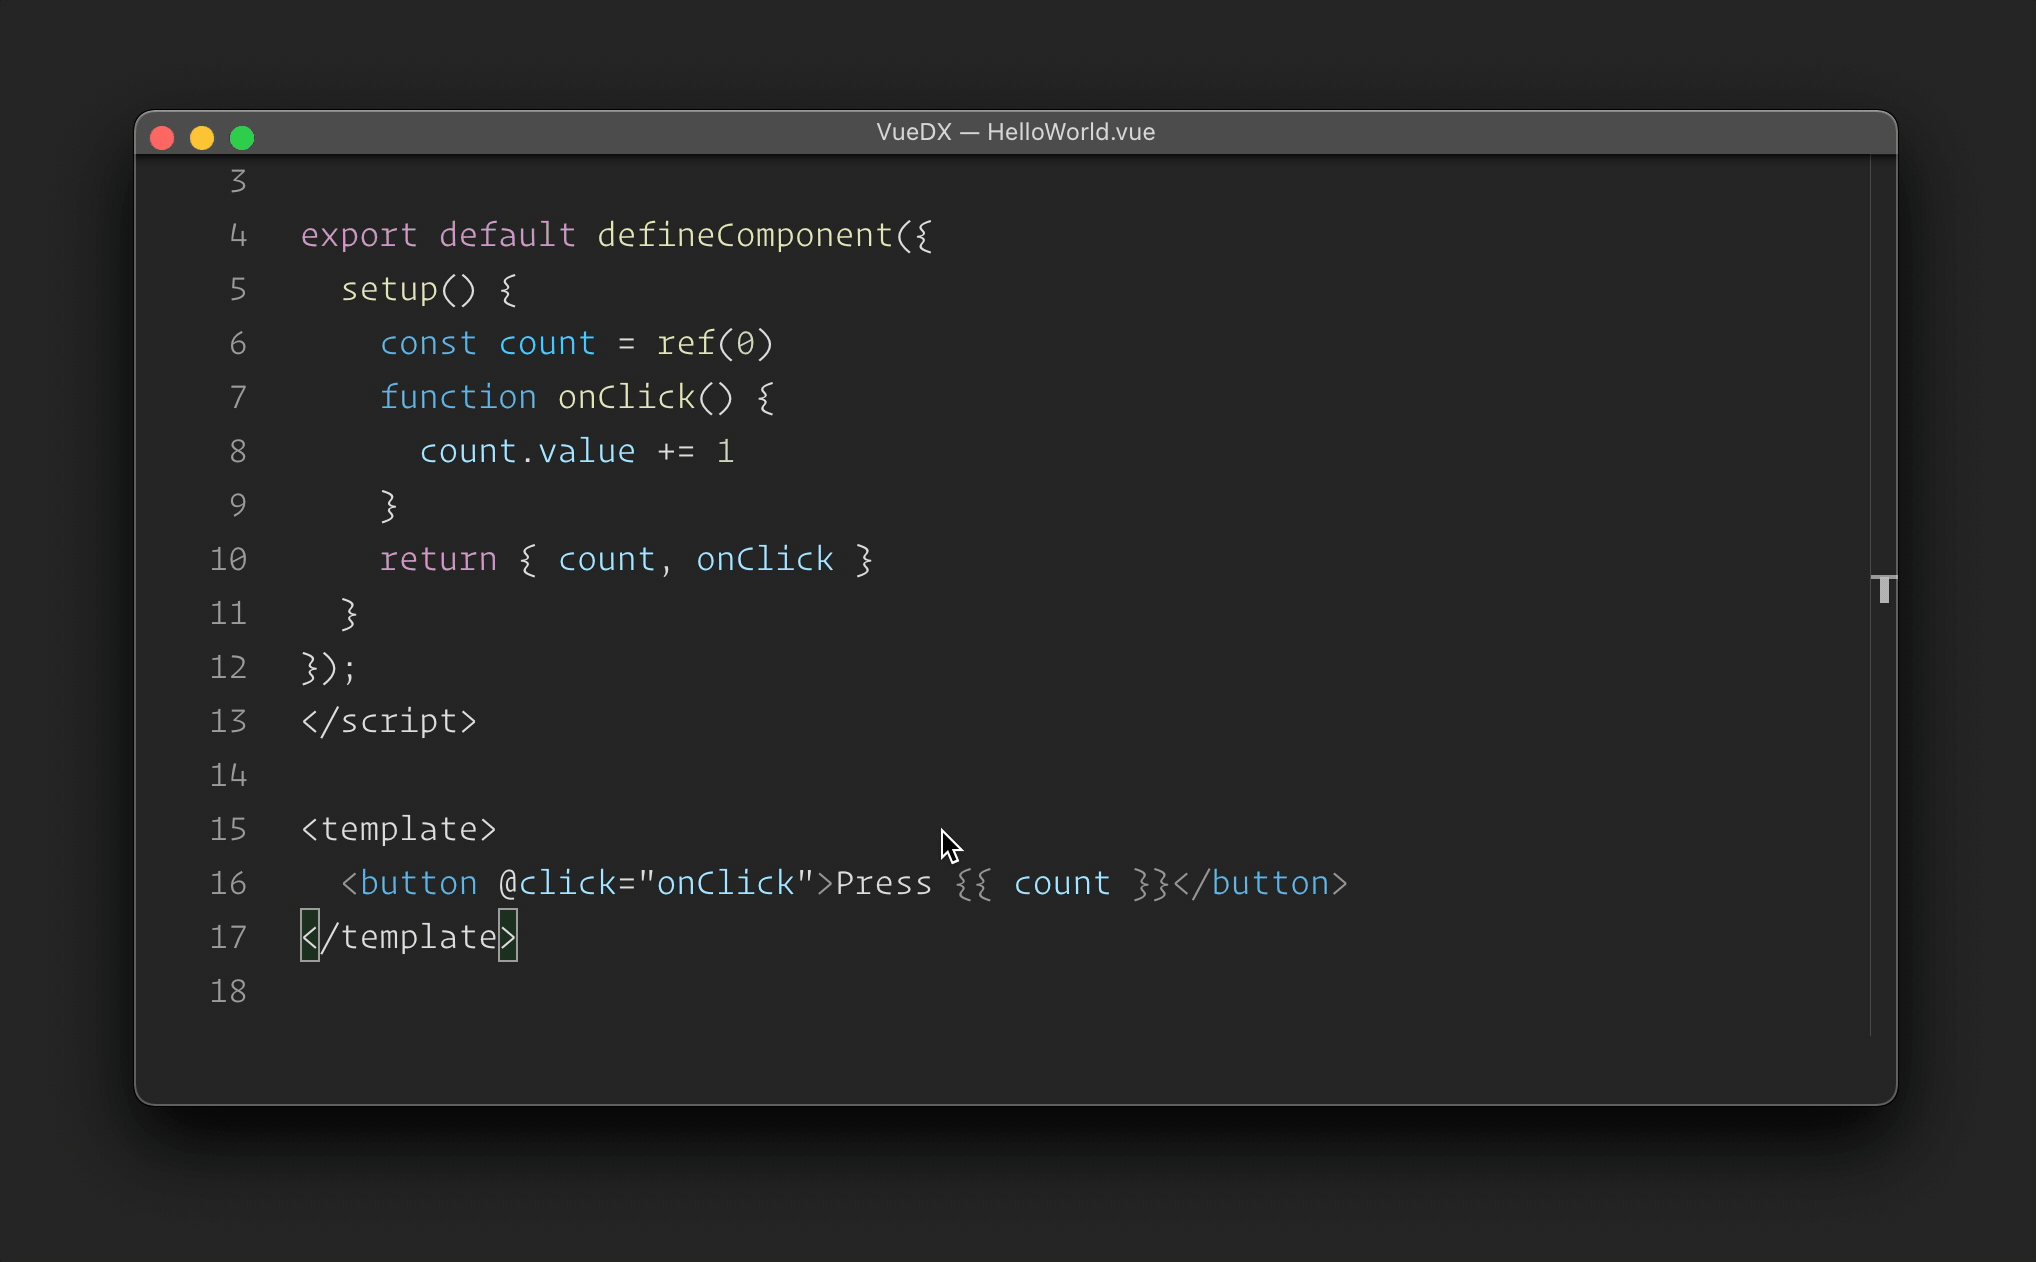 VueDX — HelloWorld.vue
3
4 export default defineComponent({
5   setup() {
6     const count = ref(0)
7     function onClick() {
8       count.value += 1
9     }
10     return { count, onClick }
11   }
12 });
13 </script>
14
15 <template>
16   <button @click="onClick">Press {{ count }}</button>
17 </template>
18